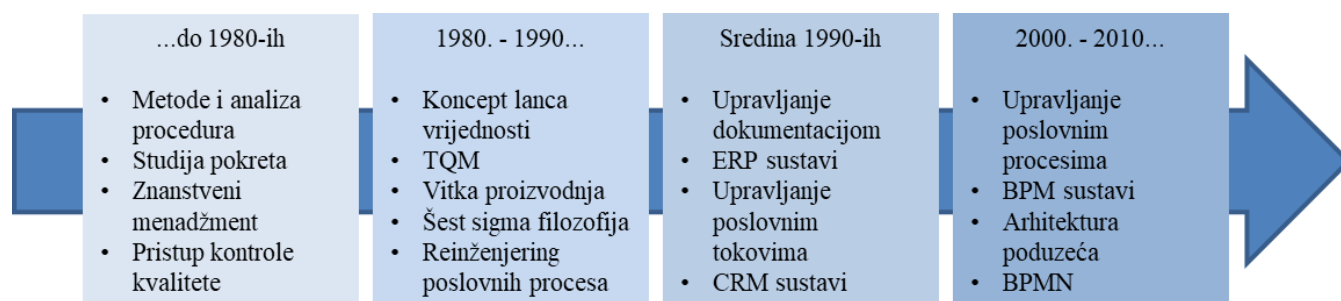 ...do 1980-ih
• Metode i analiza
procedura
• Studija pokreta
• Znanstveni
menadžment
• Pristup kontrole
kvalitete
1980. - 1990...
• Koncept lanca
vrijednosti
• TQM
• Vitka proizvodnja
• Šest sigma filozofija
• Reinženjering
poslovnih procesa
Sredina 1990-ih
• Upravljanje
dokumentacijom
• ERP sustavi
• Upravljanje
poslovnim
tokovima
• CRM sustavi
2000. - 2010...
• Upravljanje
poslovnim
procesima
• BPM sustavi
• Arhitektura
poduzeća
• BPMN